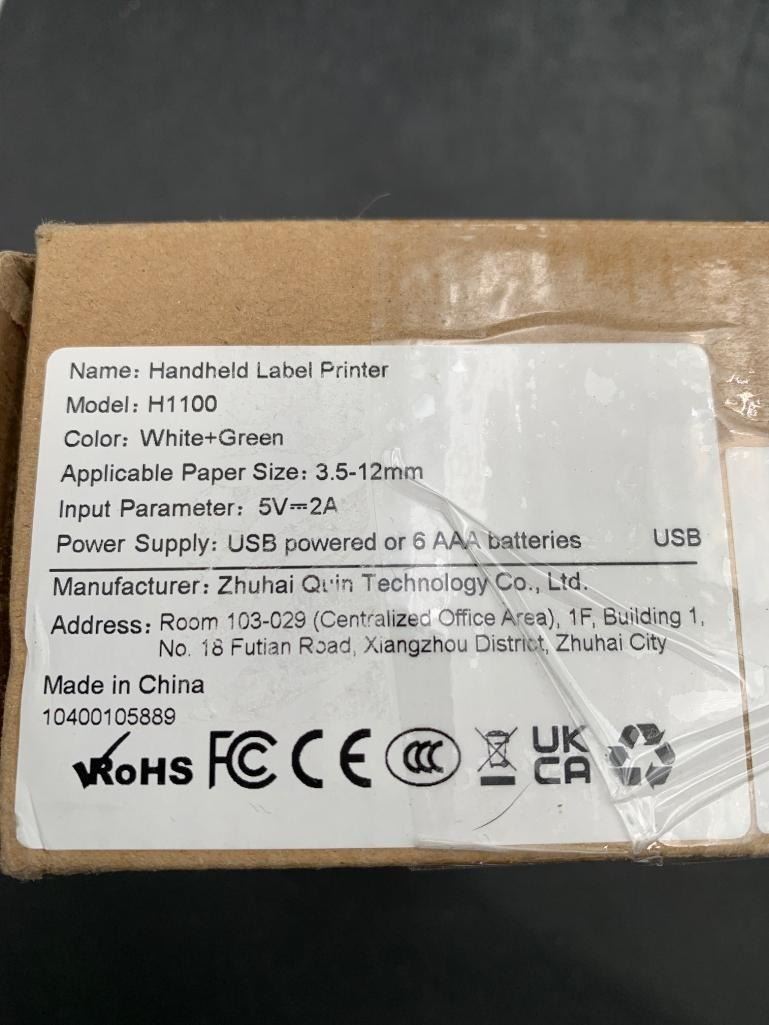 Name: Handheld Label Printer
Model: H1100
Color: White+Green
Applicable Paper Size: 3.5-12mm
Input Parameter: 5V⎓2A
Power Supply: USB powered or 6 AAA batteries USB
Manufacturer: Zhuhai Quin Technology Co., Ltd.
Address: Room 103-029 (Centralized Office Area), 1F, Building 1,
No. 18 Futian Road, Xiangzhou District, Zhuhai City
Made in China
10400105889
RoHS FC CE CCC UK
CA